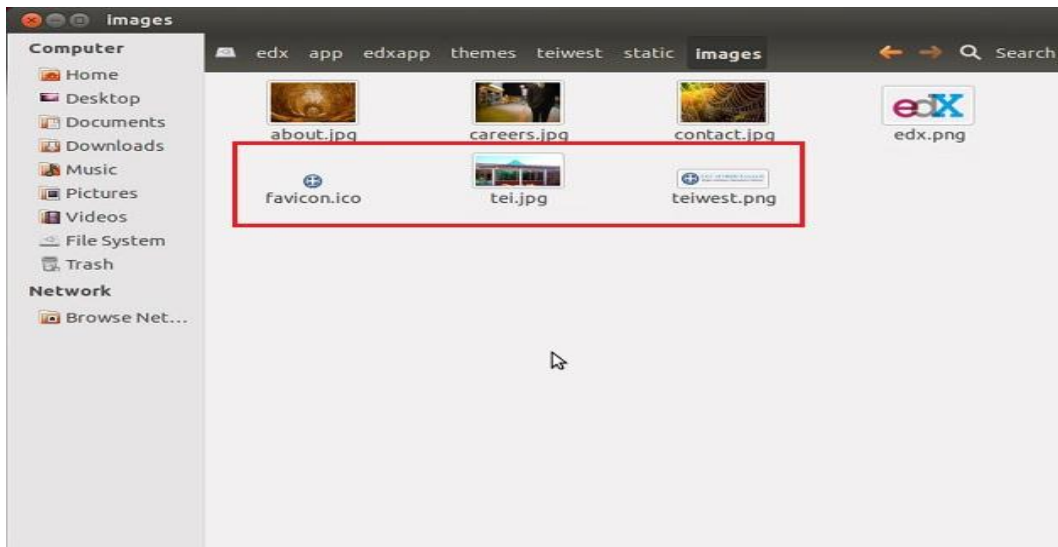 images
Computer
Home
Desktop
Documents
Downloads
Music
Pictures
Videos
File System
Trash
Network
Browse Net...
edx app edxapp themes teiwest static images Search
about.jpg careers.jpg contact.jpg edx.png
edX
favicon.ico tei.jpg teiwest.png